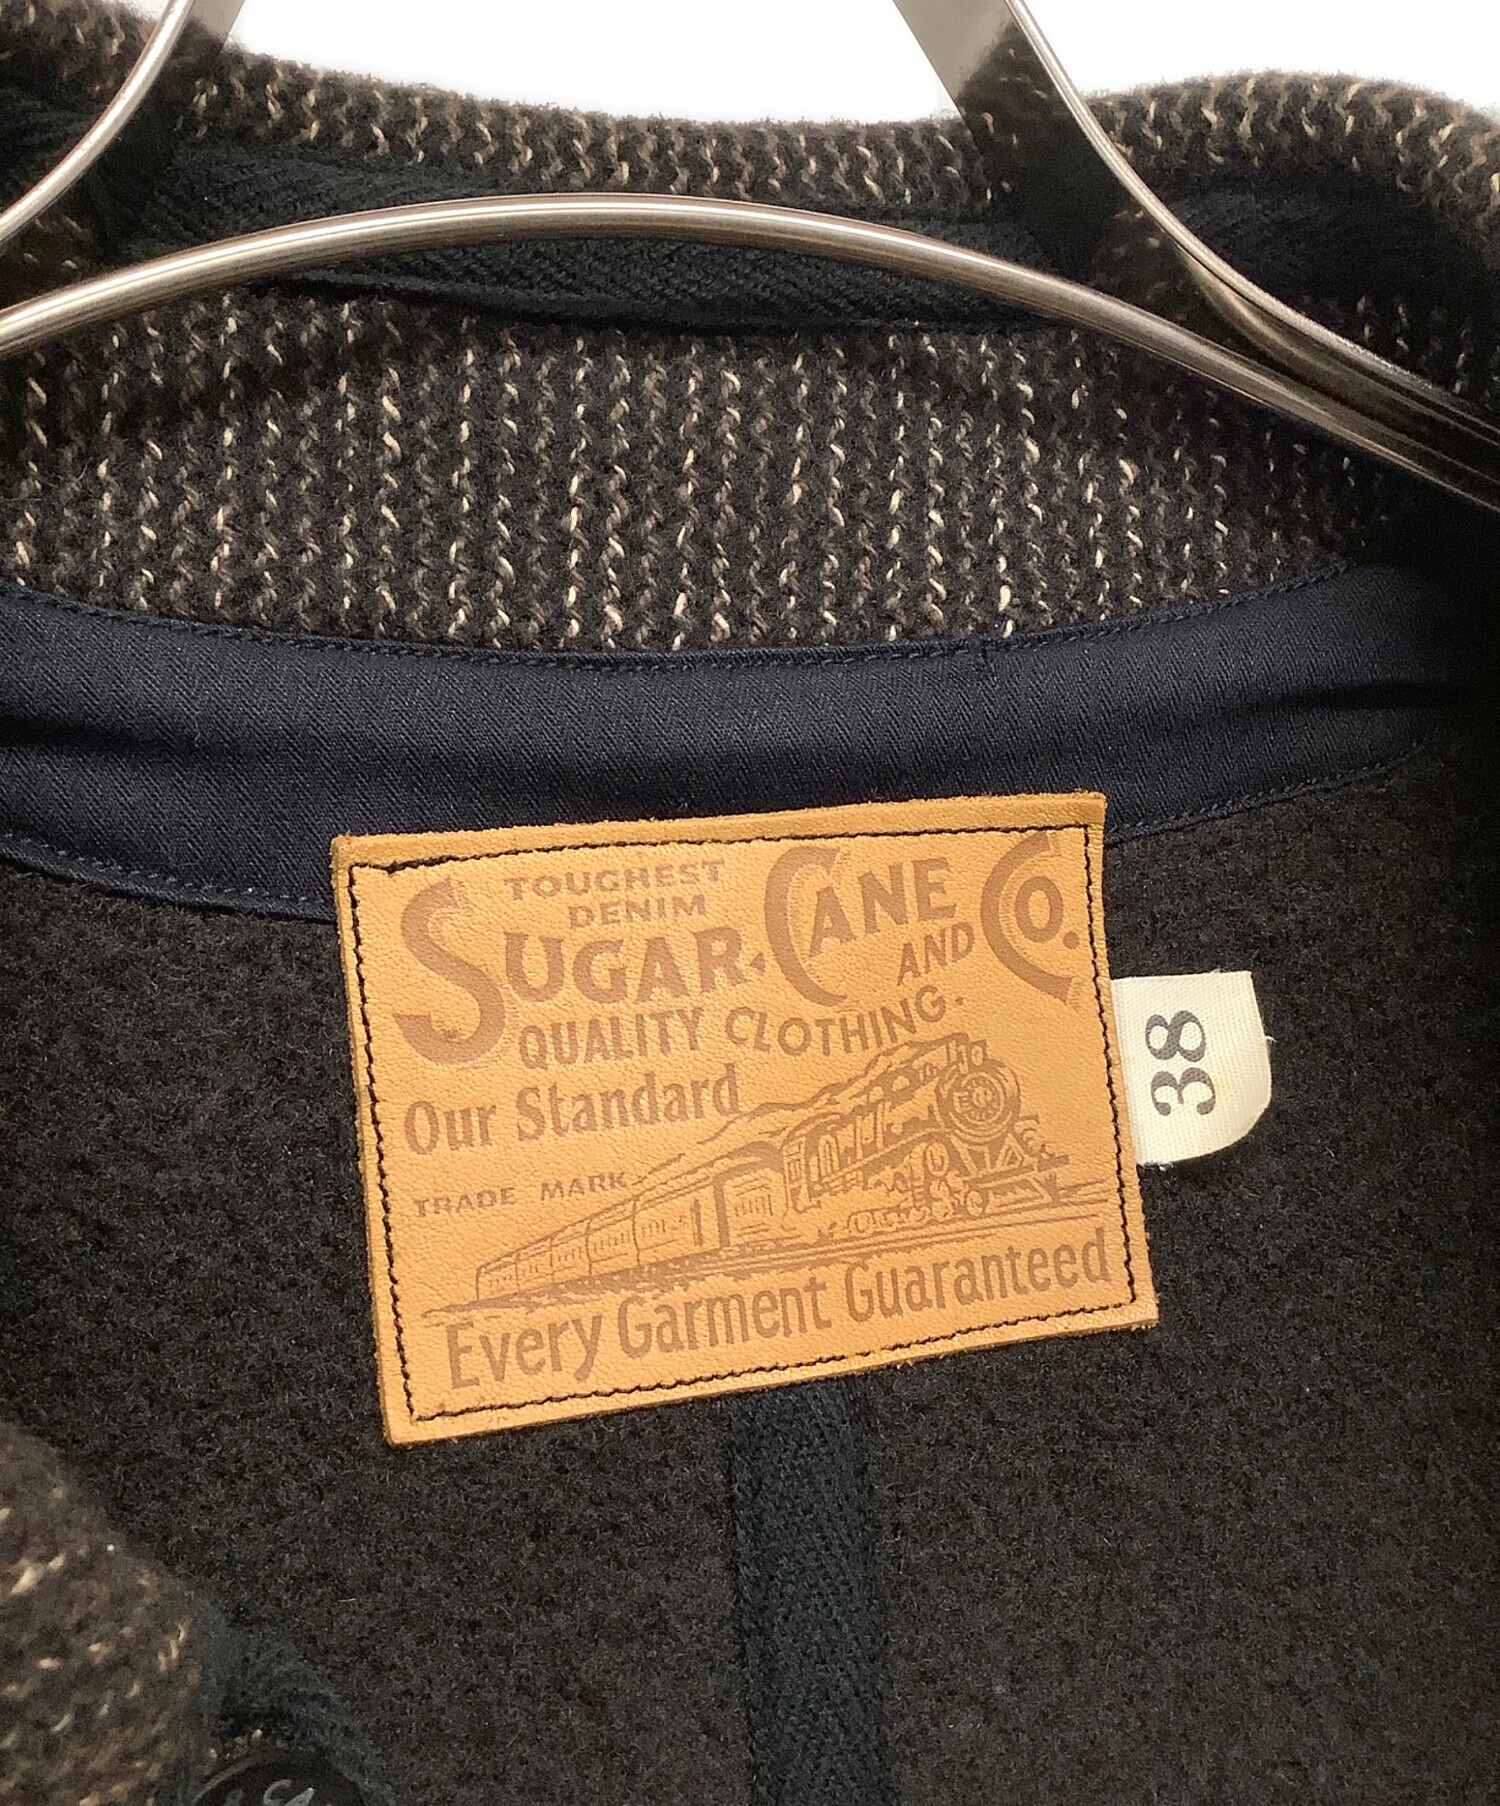 TOUGHEST
DENIM
SUGAR. CANE AND CO.
QUALITY CLOTHING.
Our Standard
TRADE MARK
Every Garment Guaranteed
38